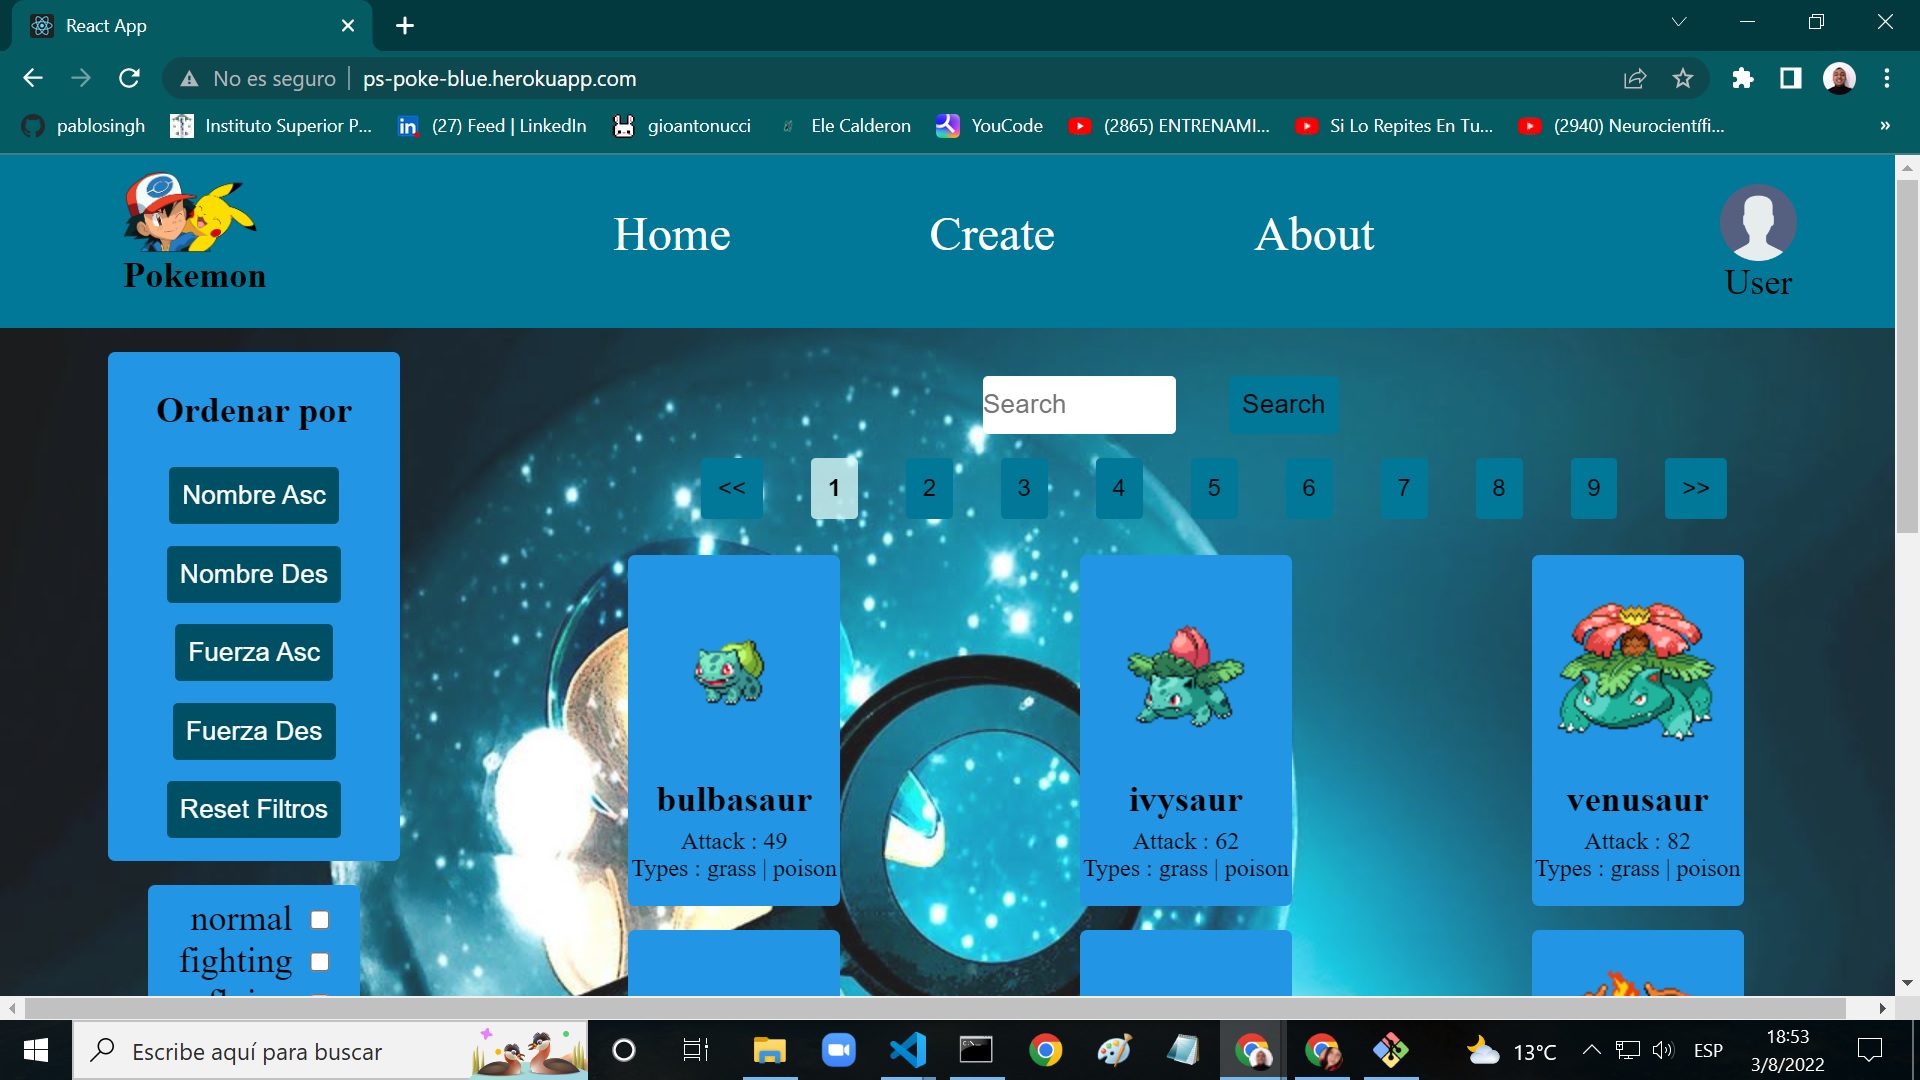 React App
No es seguro | ps-poke-blue.herokuapp.com
pablosingh Instituto Superior P... (27) Feed | LinkedIn gioantonucci Ele Calderon YouCode (2865) ENTRENAMI... Si Lo Repites En Tu... (2940) Neurocientífi... »
Pokemon
Home Create About
User
Ordenar por
Nombre Asc
Nombre Des
Fuerza Asc
Fuerza Des
Reset Filtros
normal
fighting
Search Search
<< 1 2 3 4 5 6 7 8 9 >>
bulbasaur
Attack : 49
Types : grass | poison
ivysaur
Attack : 62
Types : grass | poison
venusaur
Attack : 82
Types : grass | poison
Escribe aquí para buscar
13°C
ESP
18:53
3/8/2022